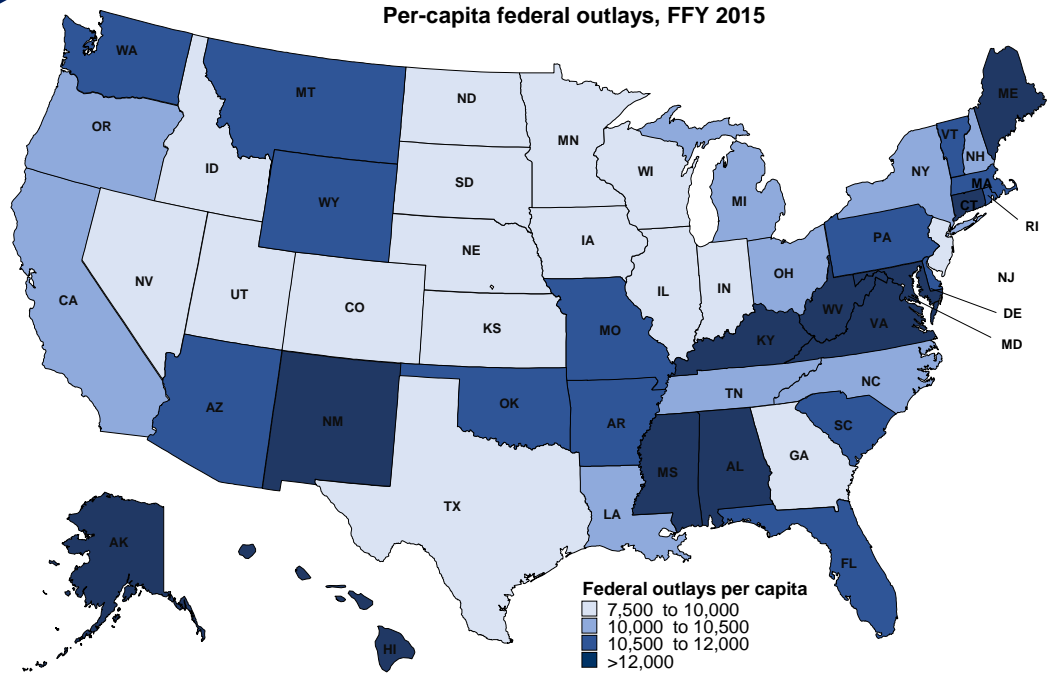 Per-capita federal outlays, FFY 2015
WA
MT
ND
MN
ME
OR
ID
SD
WI
MI
NY
VT
NH
MA
CT
RI
WY
NE
IA
PA
NJ
NV
UT
CO
IL
IN
OH
DE
MD
CA
KS
MO
KY
WV
VA
AZ
NM
OK
AR
TN
NC
SC
TX
LA
MS
AL
GA
FL
AK
HI
Federal outlays per capita
7,500 to 10,000
10,000 to 10,500
10,500 to 12,000
>12,000